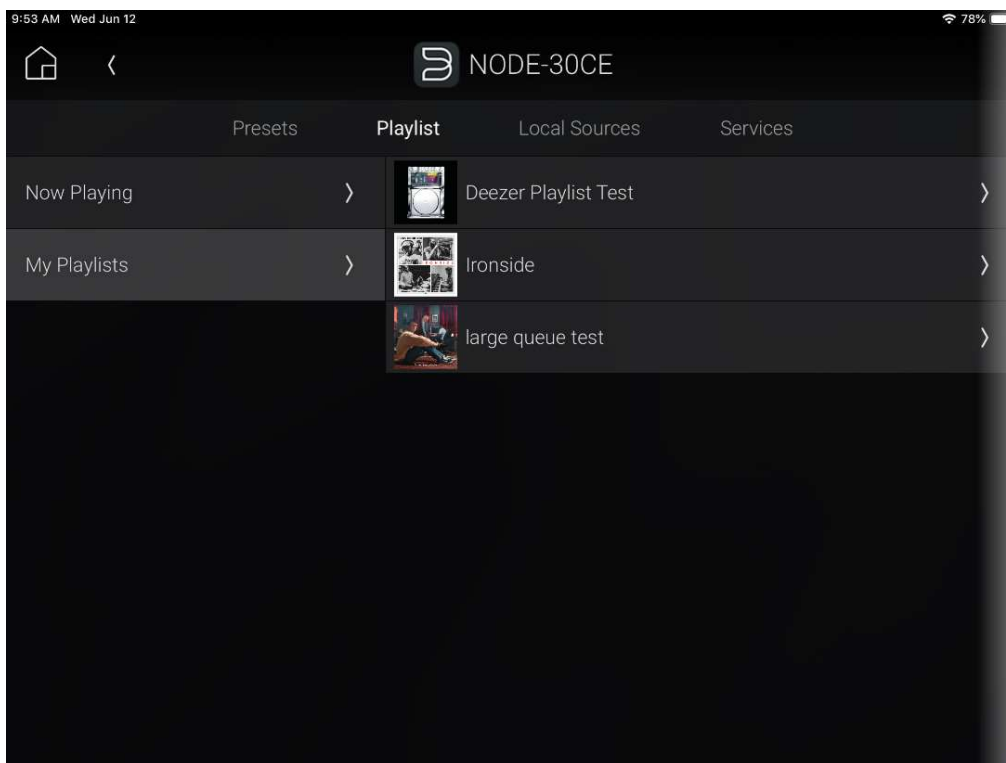 9:53 AM Wed Jun 12
78%
NODE-30CE
Presets Playlist Local Sources Services
Now Playing
My Playlists
Deezer Playlist Test
Ironside
large queue test